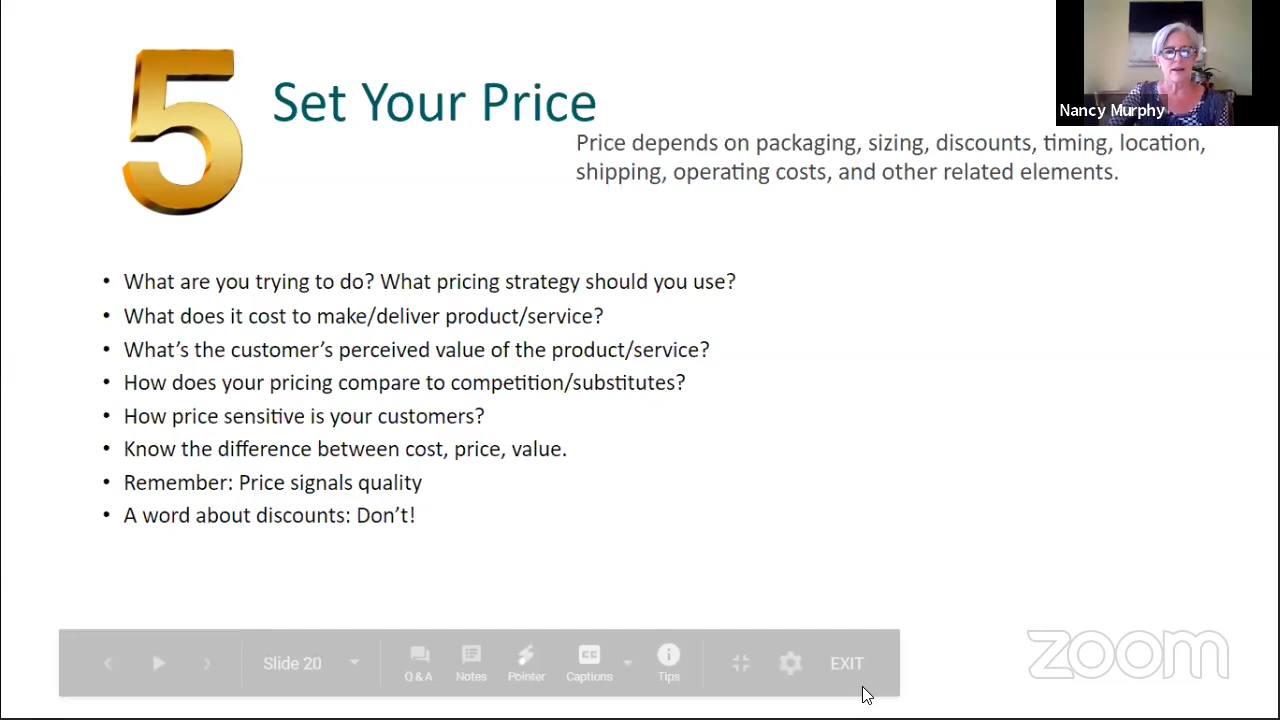 5
Set Your Price
Nancy Murphy
Price depends on packaging, sizing, discounts, timing, location,
shipping, operating costs, and other related elements.
• What are you trying to do? What pricing strategy should you use?
• What does it cost to make/deliver product/service?
• What’s the customer’s perceived value of the product/service?
• How does your pricing compare to competition/substitutes?
• How price sensitive is your customers?
• Know the difference between cost, price, value.
• Remember: Price signals quality
• A word about discounts: Don’t!
Slide 20
Q & A
Notes
Pointer
CC
Captions
Tips
EXIT
zoom